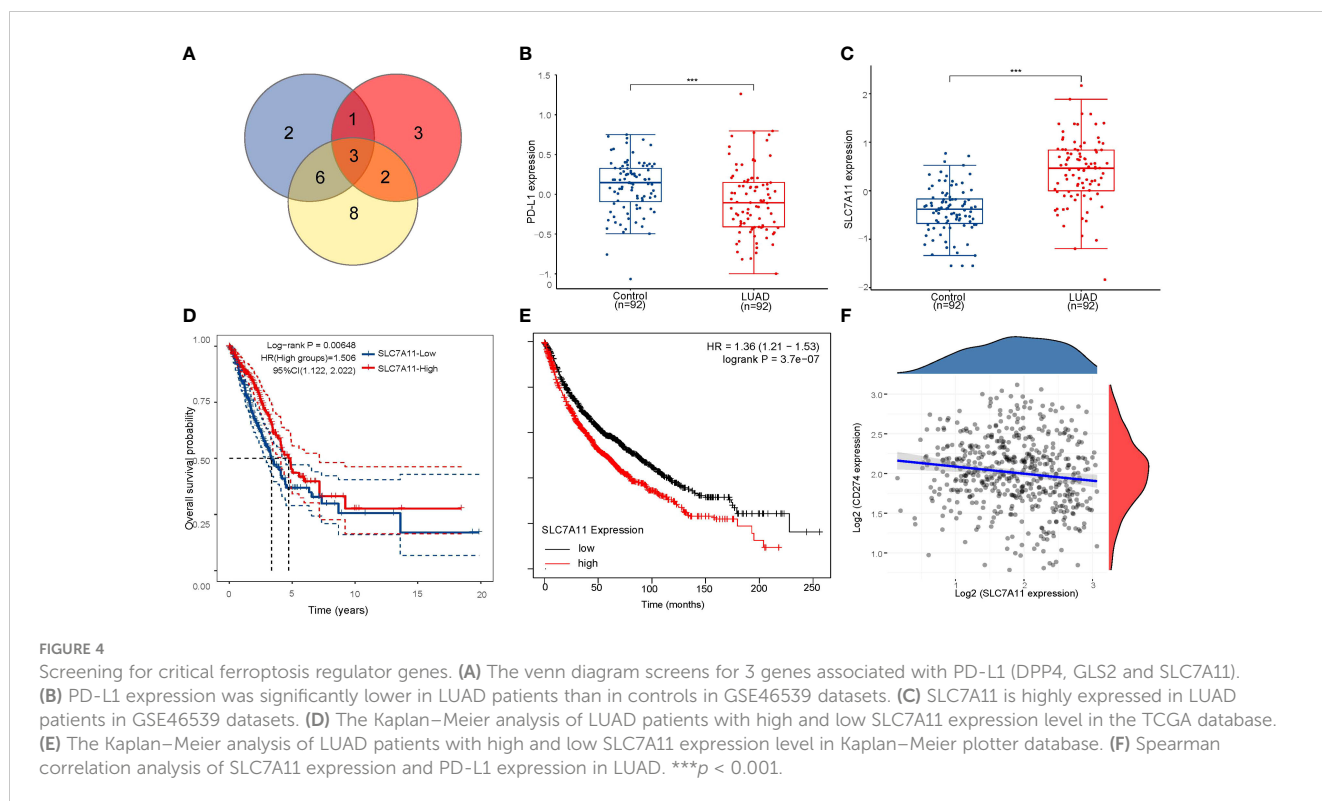 A
2
1
3
3
6
2
8
B
***
1.5
1.0
0.5
0.0
−0.5
−1
0
PD-L1 expression
Control
(n=92)
LUAD
(n=92)
C
***
2
1
0
−1
−2
SLC7A11 expression
Control
(n=92)
LUAD
(n=92)
D
Log−rank P = 0.00648
HR(High groups)=1.506
95%CI(1.122, 2.022)
SLC7A11-Low
SLC7A11-High
1.00
0.75
0.50
0.25
0.00
Overall survival probability
0 5 10 15 20
Time (years)
E
HR = 1.36 (1.21 − 1.53)
logrank P = 3.7e−07
SLC7A11 Expression
low
high
0 50 100 150 200 250
Time (months)
F
3.0
2.5
2.0
1.5
1.0
Log2 (CD274 expression)
1 2 3
Log2 (SLC7A11 expression)
FIGURE 4
Screening for critical ferroptosis regulator genes. (A) The venn diagram screens for 3 genes associated with PD-L1 (DPP4, GLS2 and SLC7A11).
(B) PD-L1 expression was significantly lower in LUAD patients than in controls in GSE46539 datasets. (C) SLC7A11 is highly expressed in LUAD
patients in GSE46539 datasets. (D) The Kaplan–Meier analysis of LUAD patients with high and low SLC7A11 expression level in the TCGA database.
(E) The Kaplan–Meier analysis of LUAD patients with high and low SLC7A11 expression level in Kaplan–Meier plotter database. (F) Spearman
correlation analysis of SLC7A11 expression and PD-L1 expression in LUAD. ***p < 0.001.